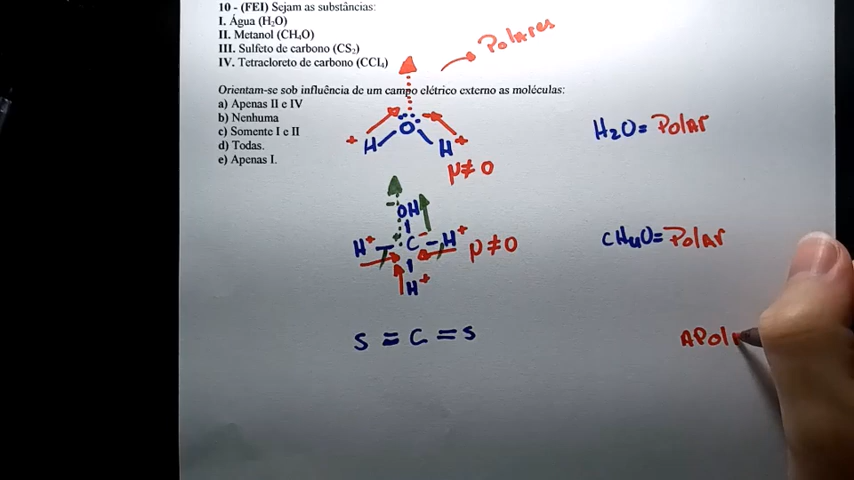 10 - (FEI) Sejam as substâncias:
I. Água (H₂O)
II. Metanol (CH₄O)
III. Sulfeto de carbono (CS₂)
IV. Tetracloreto de carbono (CCl₄)
Polares
Orientam-se sob influência de um campo elétrico externo as moléculas:
a) Apenas II e IV
b) Nenhuma
c) Somente I e II
d) Todas.
e) Apenas I.
O
+ H H +
μ≠0
H₂O= Polar
- OH
H+ - C - H+
H+
μ≠0
CH₄O= Polar
S = C = S
APol